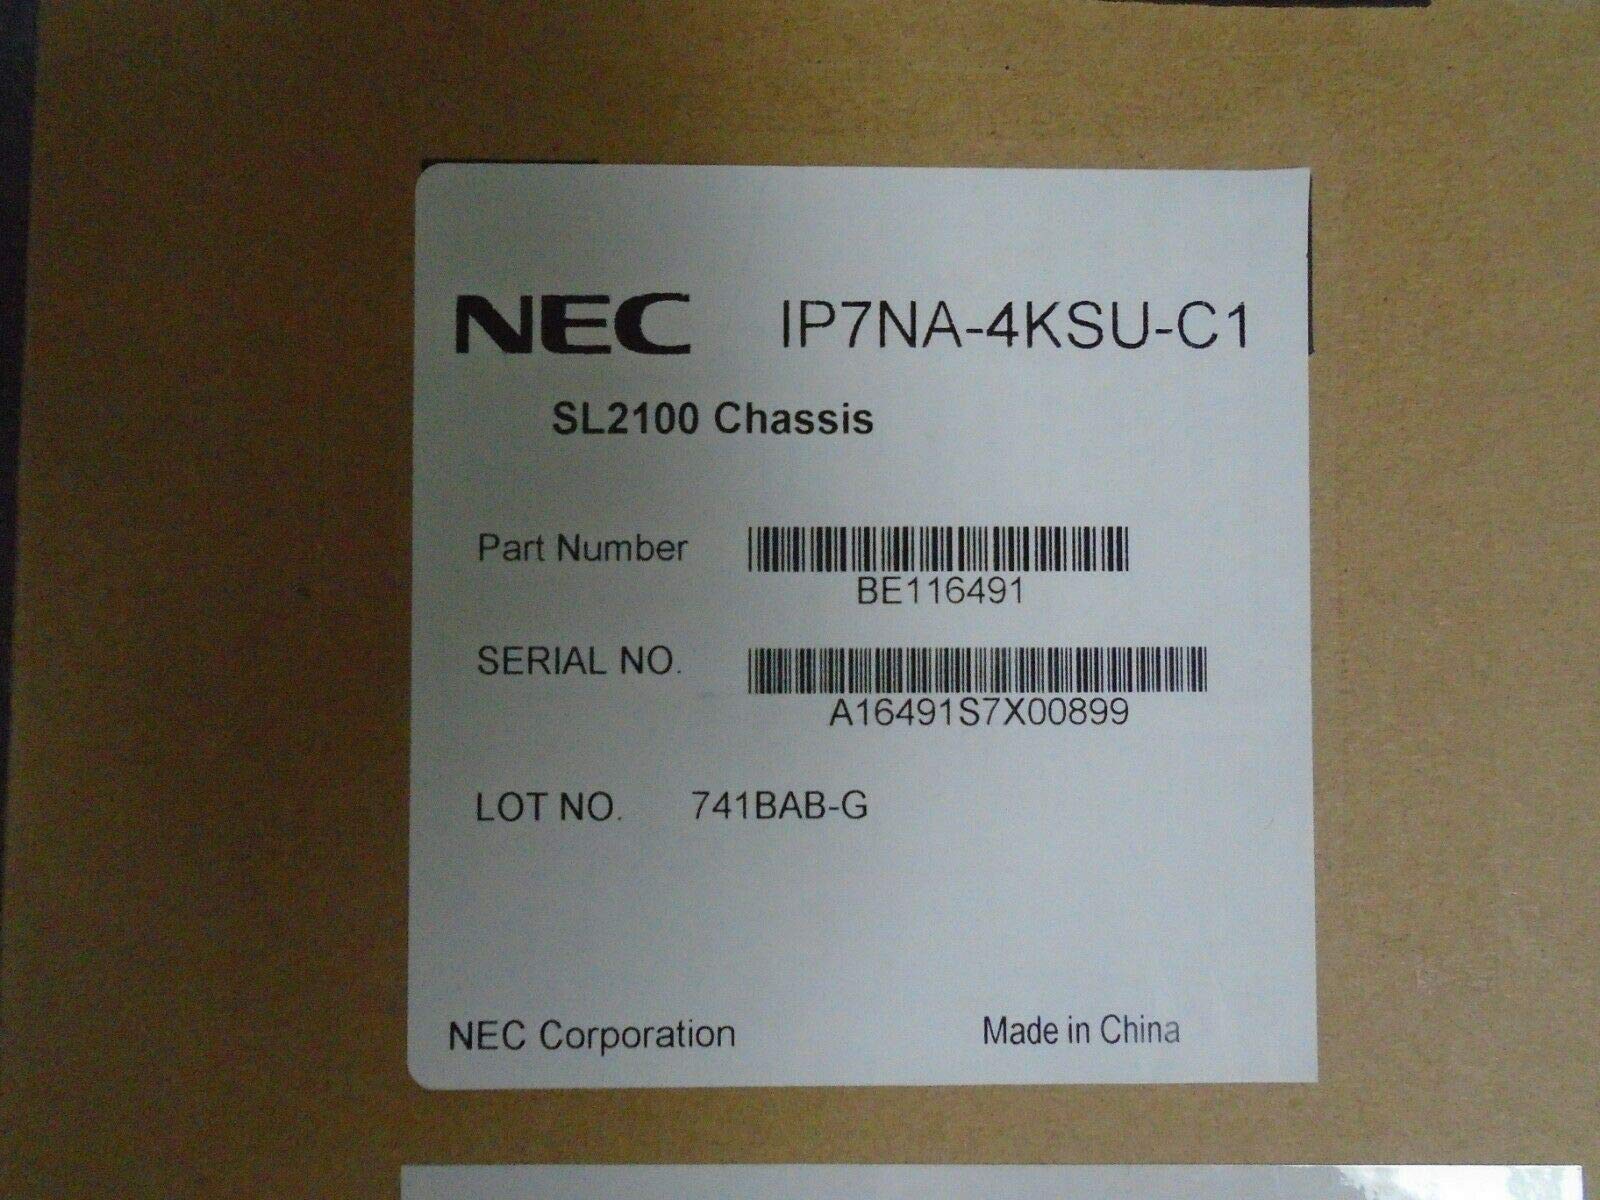 NEC IP7NA-4KSU-C1
SL2100 Chassis
Part Number
BE116491
SERIAL NO.
A16491S7X00899
LOT NO. 741BAB-G
NEC Corporation Made in China